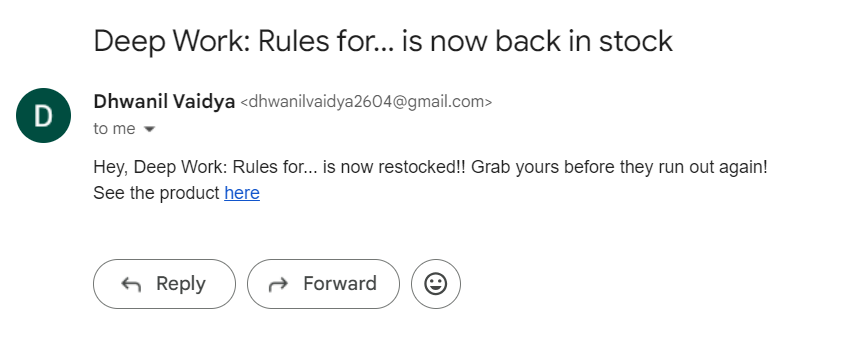 Deep Work: Rules for... is now back in stock
D
Dhwanil Vaidya <dhwanilvaidya2604@gmail.com>
to me
Hey, Deep Work: Rules for... is now restocked!! Grab yours before they run out again!
See the product here
Reply Forward